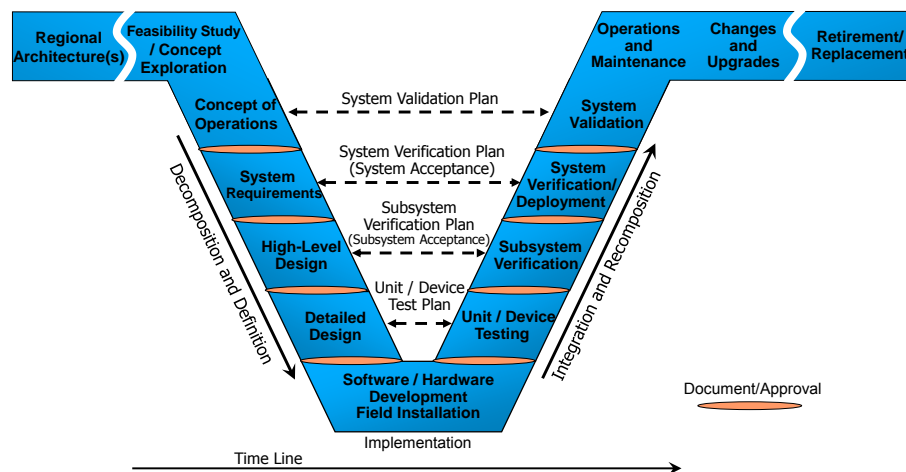 Regional
Architecture(s)
Feasibility Study
/ Concept
Exploration
Operations
and
Maintenance
Changes
and
Upgrades
Retirement/
Replacement
Concept of
Operations
System Validation Plan
System
Validation
System
Requirements
System Verification Plan
(System Acceptance)
System
Verification/
Deployment
High-Level
Design
Subsystem
Verification Plan
(Subsystem Acceptance)
Subsystem
Verification
Detailed
Design
Unit / Device
Test Plan
Unit / Device
Testing
Decomposition and Definition
Integration and Recomposition
Software / Hardware
Development
Field Installation
Implementation
Document/Approval
Time Line